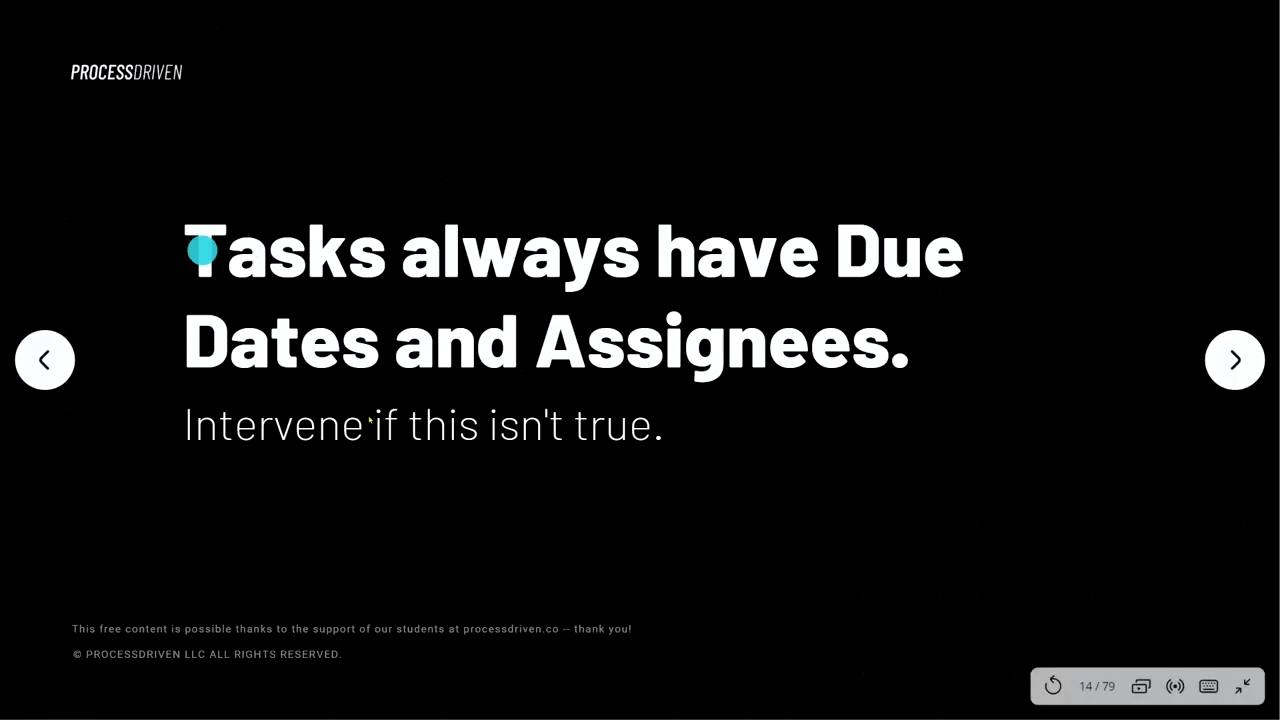 PROCESSDRIVEN
Tasks always have Due
Dates and Assignees.
Intervene if this isn't true.
This free content is possible thanks to the support of our students at processdriven.co -- thank you!
© PROCESSDRIVEN LLC ALL RIGHTS RESERVED.
14 / 79